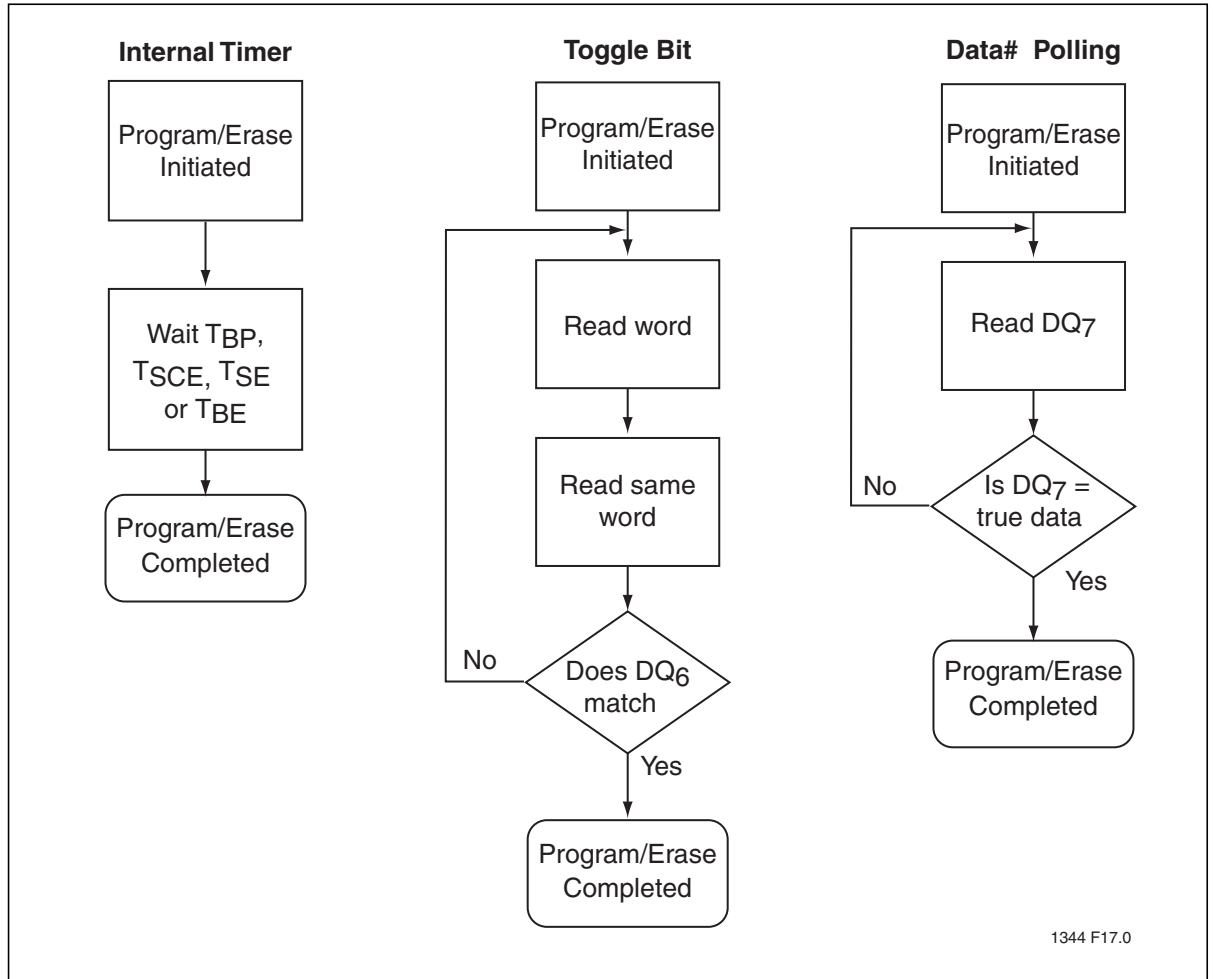 Internal Timer
Program/Erase
Initiated
Wait TBP,
TSCE, TSE
or TBE
Program/Erase
Completed
Toggle Bit
Program/Erase
Initiated
Read word
Read same
word
No
Does DQ6
match
Yes
Program/Erase
Completed
Data# Polling
Program/Erase
Initiated
Read DQ7
No
Is DQ7 =
true data
Yes
Program/Erase
Completed
1344 F17.0